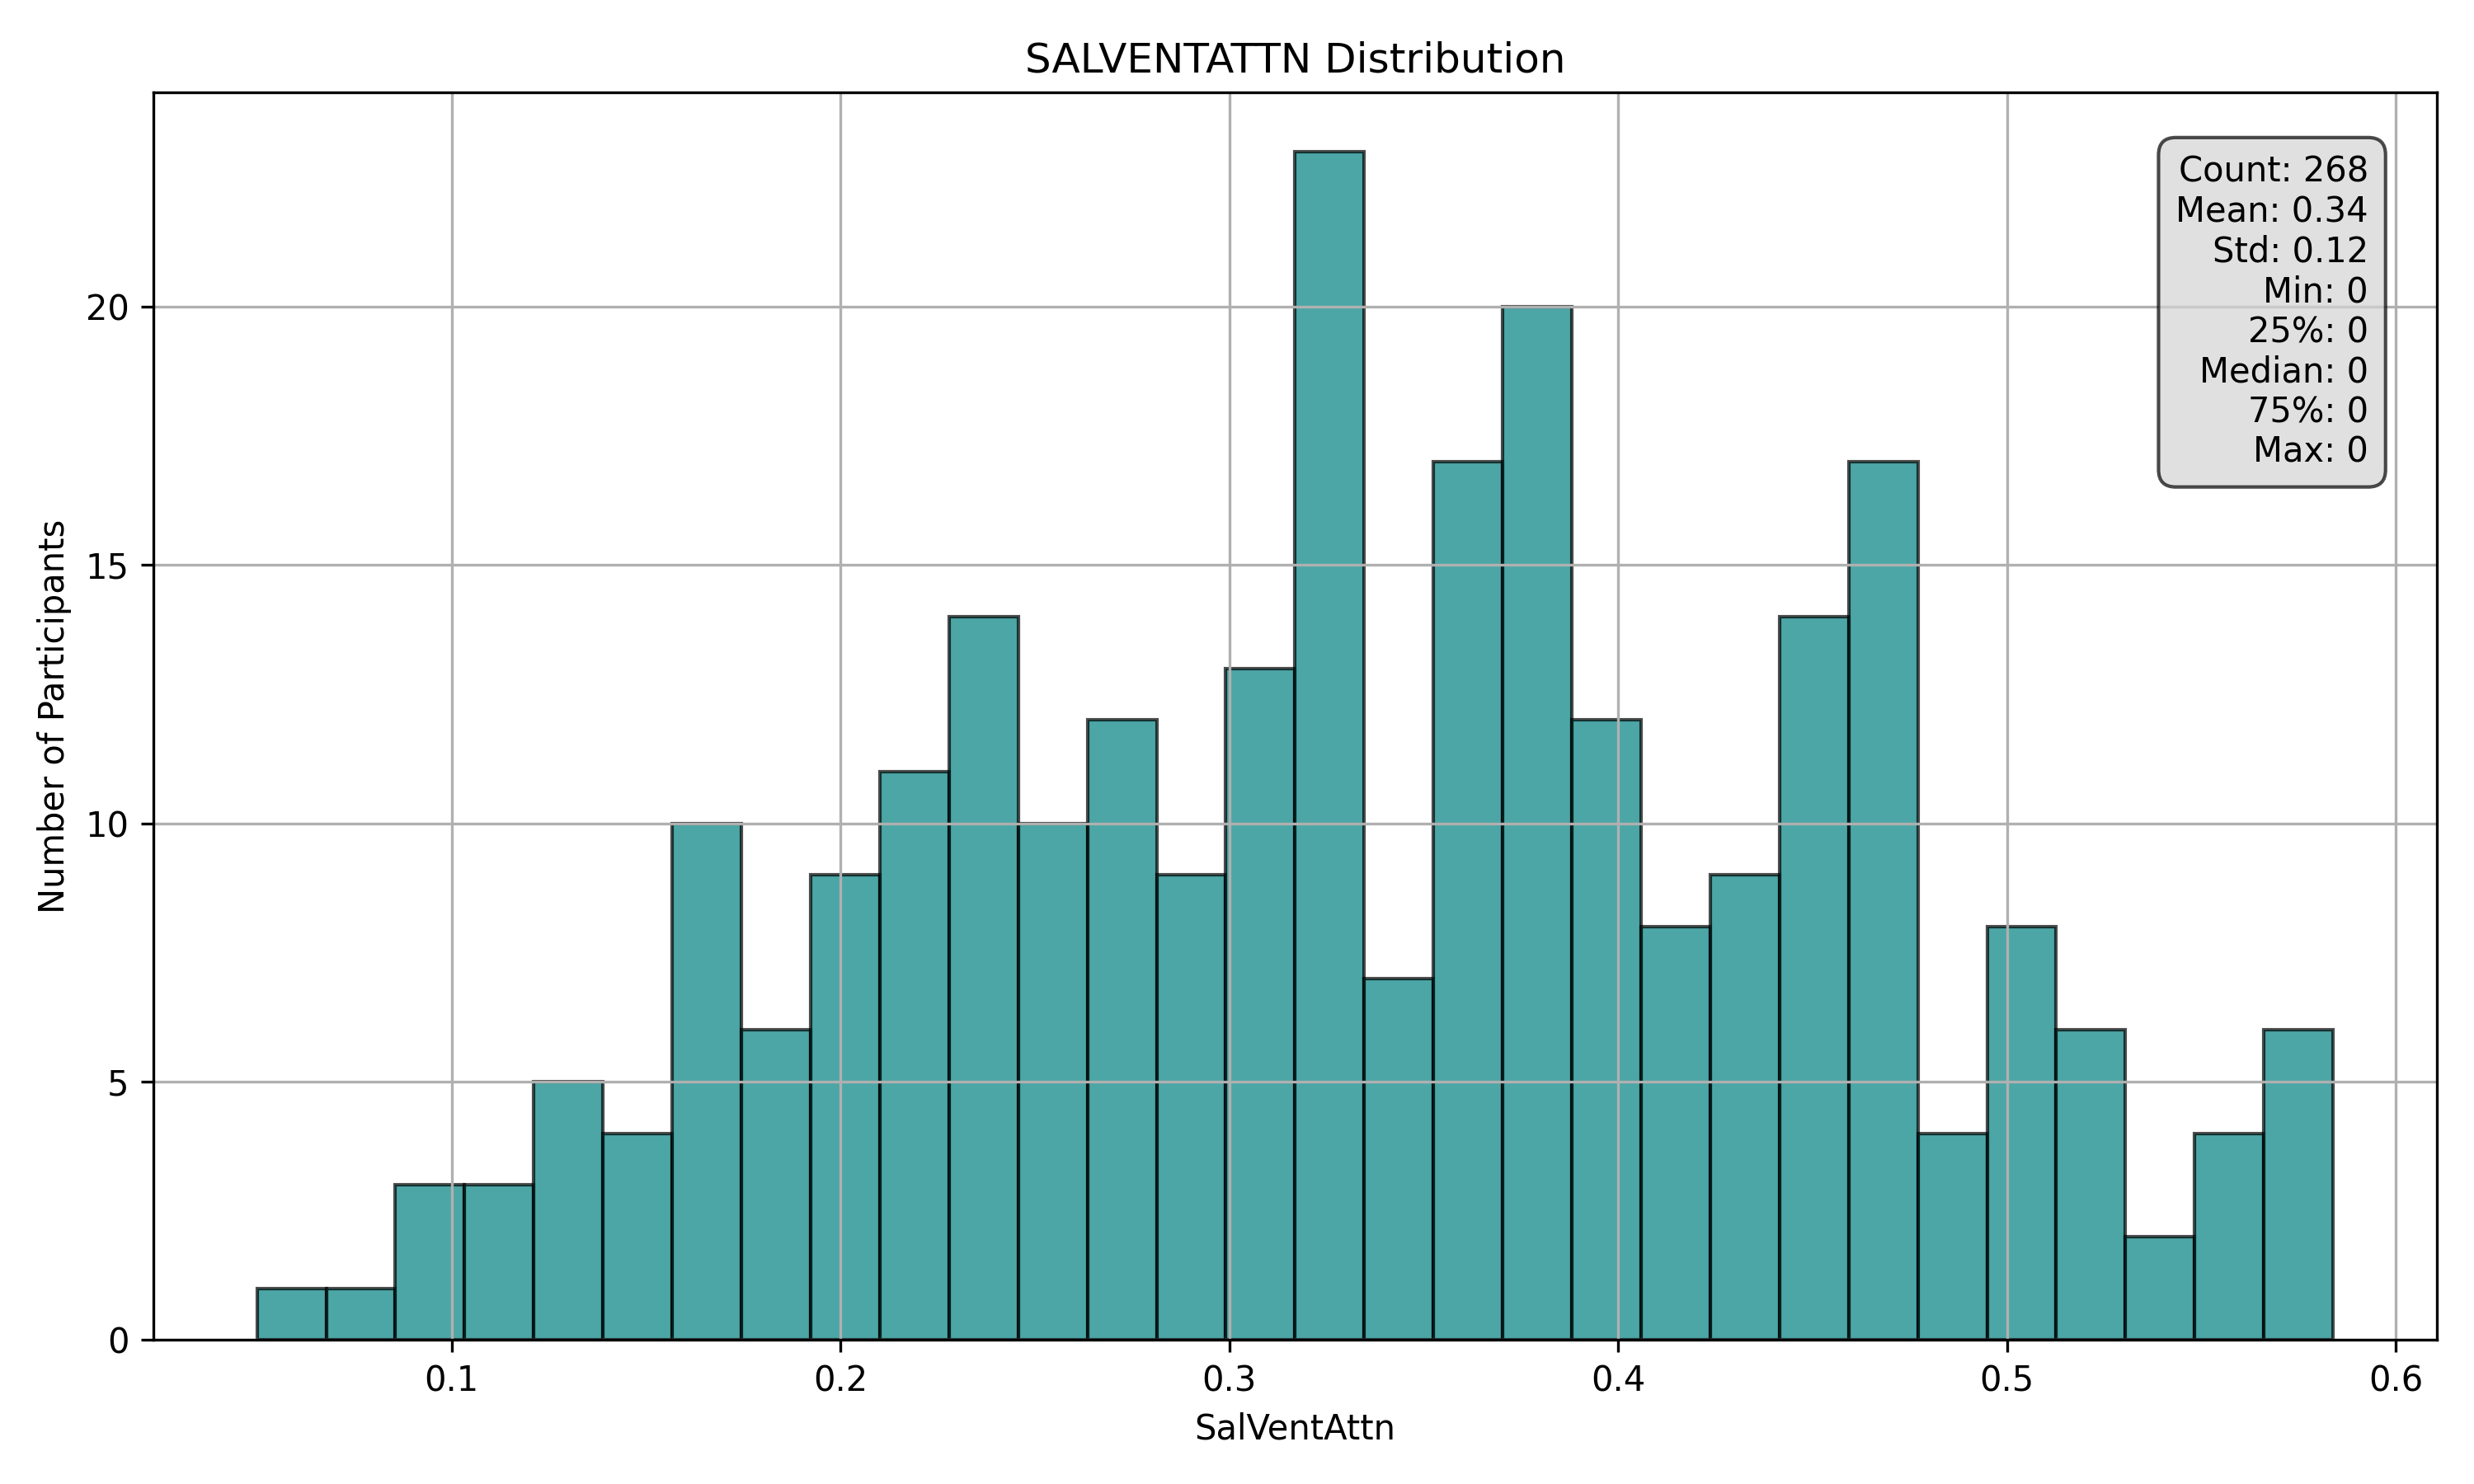 SALVENTATTN Distribution
Count: 268
Mean: 0.34
Std: 0.12
Min: 0
25%: 0
Median: 0
75%: 0
Max: 0
Number of Participants
20
15
10
5
0
0.1 0.2 0.3 0.4 0.5 0.6
SalVentAttn